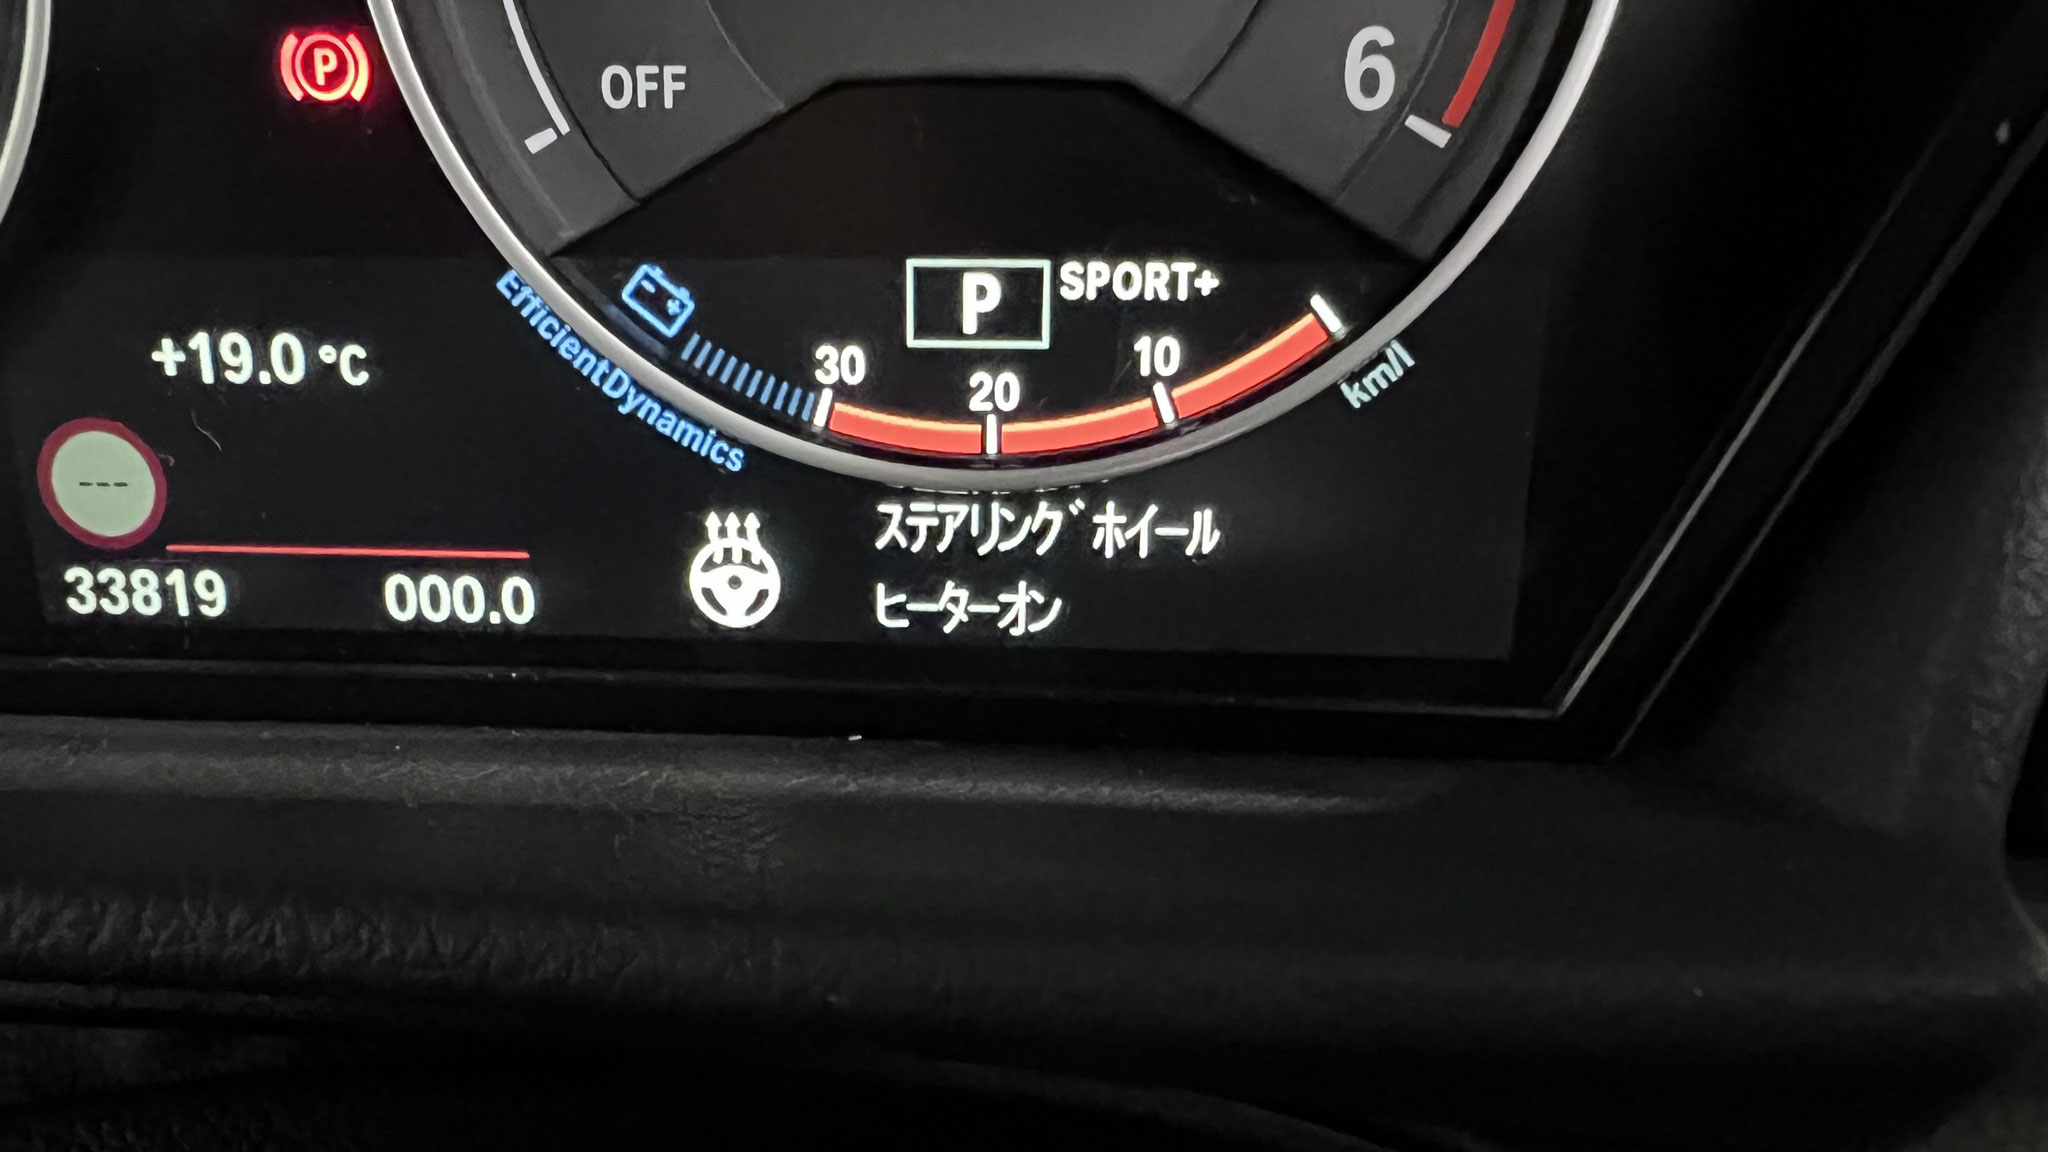 P
OFF
6
EfficientDynamics
P
SPORT+
30
20
10
km/l
+19.0 °C
---
33819
000.0
ステアリングホイール
ヒーターオン